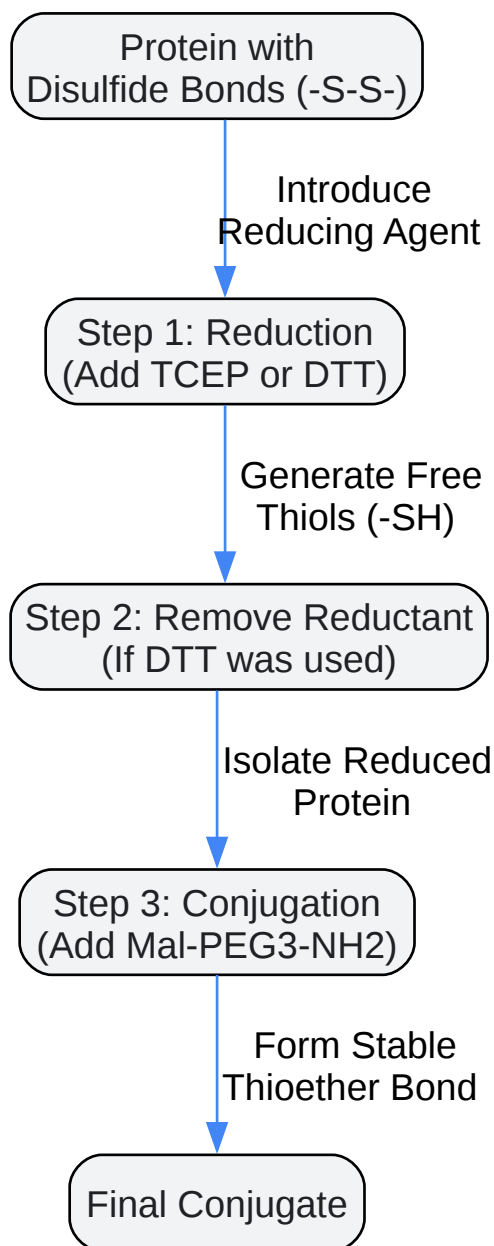 Protein with
Disulfide Bonds (-S-S-)
Introduce
Reducing Agent
Step 1: Reduction
(Add TCEP or DTT)
Generate Free
Thiols (-SH)
Step 2: Remove Reductant
(If DTT was used)
Isolate Reduced
Protein
Step 3: Conjugation
(Add Mal-PEG3-NH2)
Form Stable
Thioether Bond
Final Conjugate